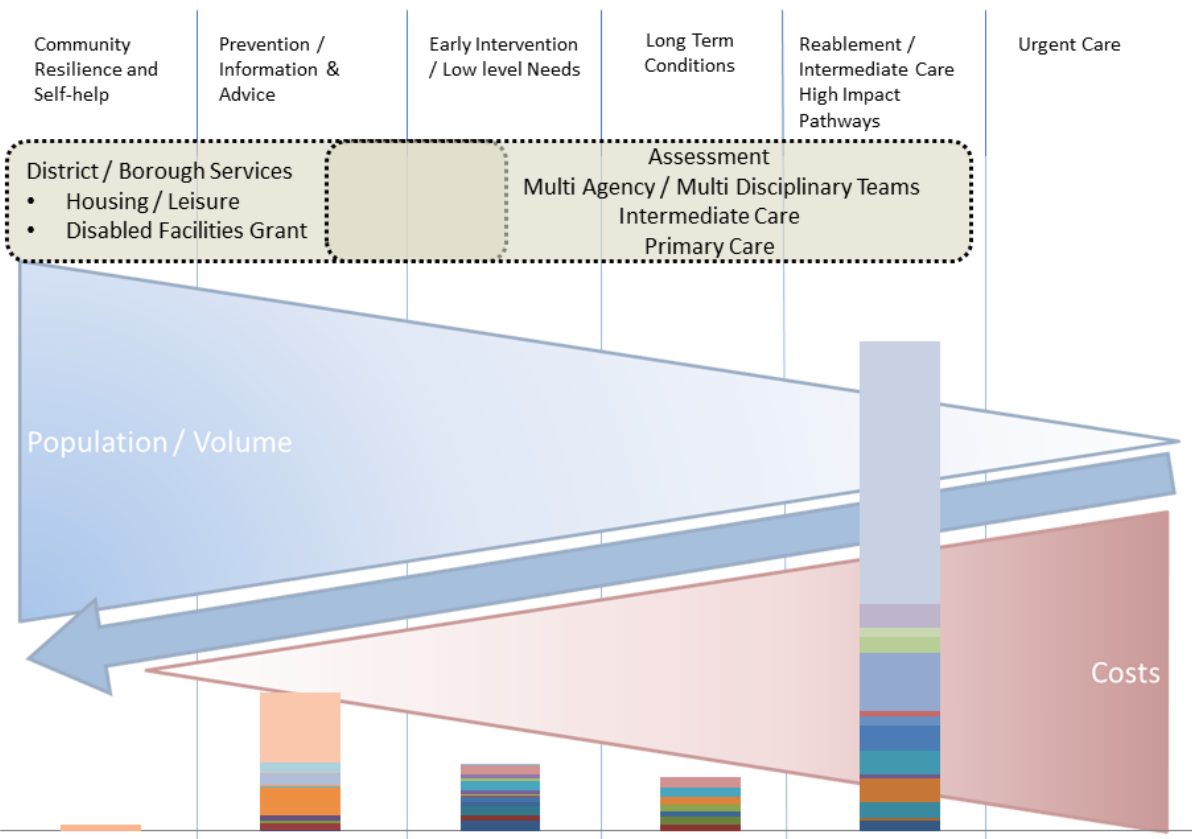 Community
Resilience and
Self-help
Prevention /
Information &
Advice
Early Intervention
/ Low level Needs
Long Term
Conditions
Reablement /
Intermediate Care
High Impact
Pathways
Urgent Care
District / Borough Services
• Housing / Leisure
• Disabled Facilities Grant
Assessment
Multi Agency / Multi Disciplinary Teams
Intermediate Care
Primary Care
Population / Volume
Costs